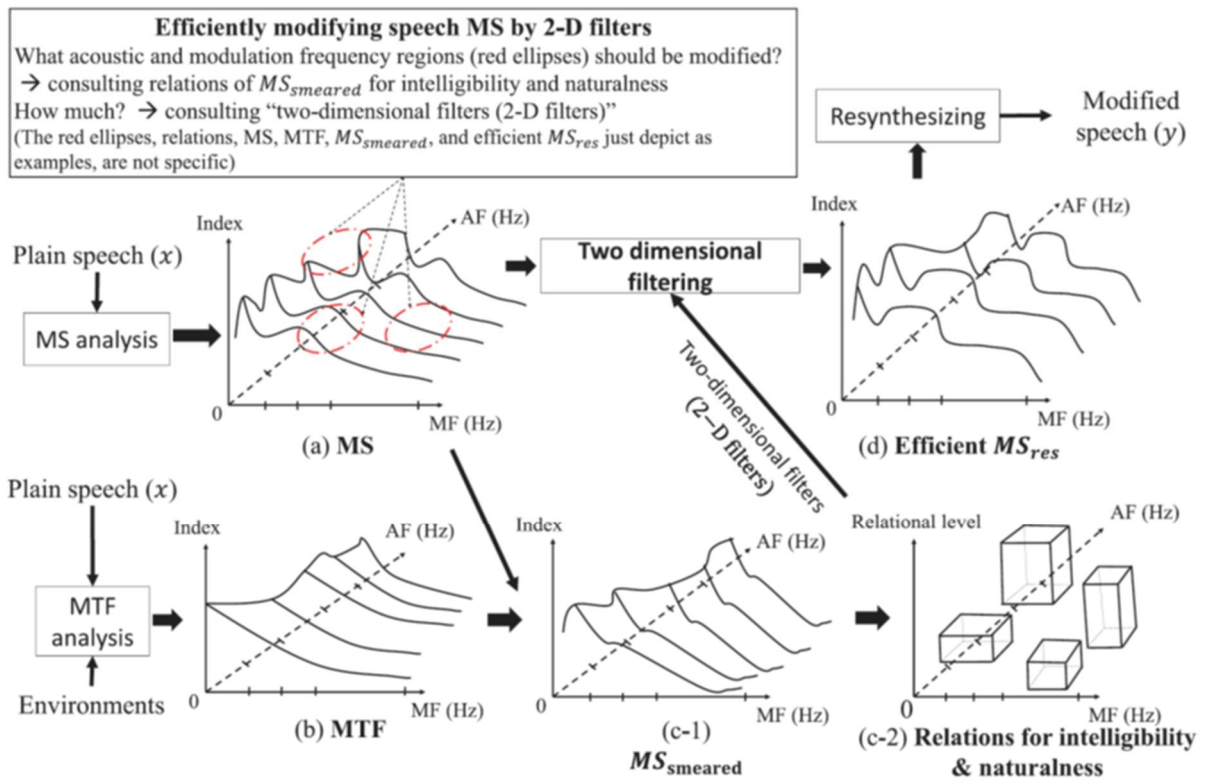 Efficiently modifying speech MS by 2-D filters
What acoustic and modulation frequency regions (red ellipses) should be modified?
→ consulting relations of MS_smeared for intelligibility and naturalness
How much? → consulting “two-dimensional filters (2-D filters)”
(The red ellipses, relations, MS, MTF, MS_smeared, and efficient MS_res just depict as
examples, are not specific)
Resynthesizing
Modified
speech (y)
Plain speech (x)
MS analysis
Index
AF (Hz)
0
MF (Hz)
(a) MS
Two dimensional
filtering
Two-dimensional filters
(2−D filters)
Index
AF (Hz)
0
MF (Hz)
(d) Efficient MS_res
Plain speech (x)
MTF
analysis
Environments
Index
AF (Hz)
0
MF (Hz)
(b) MTF
Index
AF (Hz)
0
MF (Hz)
(c-1)
MS_smeared
Relational level
AF (Hz)
0
MF (Hz)
(c-2) Relations for intelligibility
& naturalness